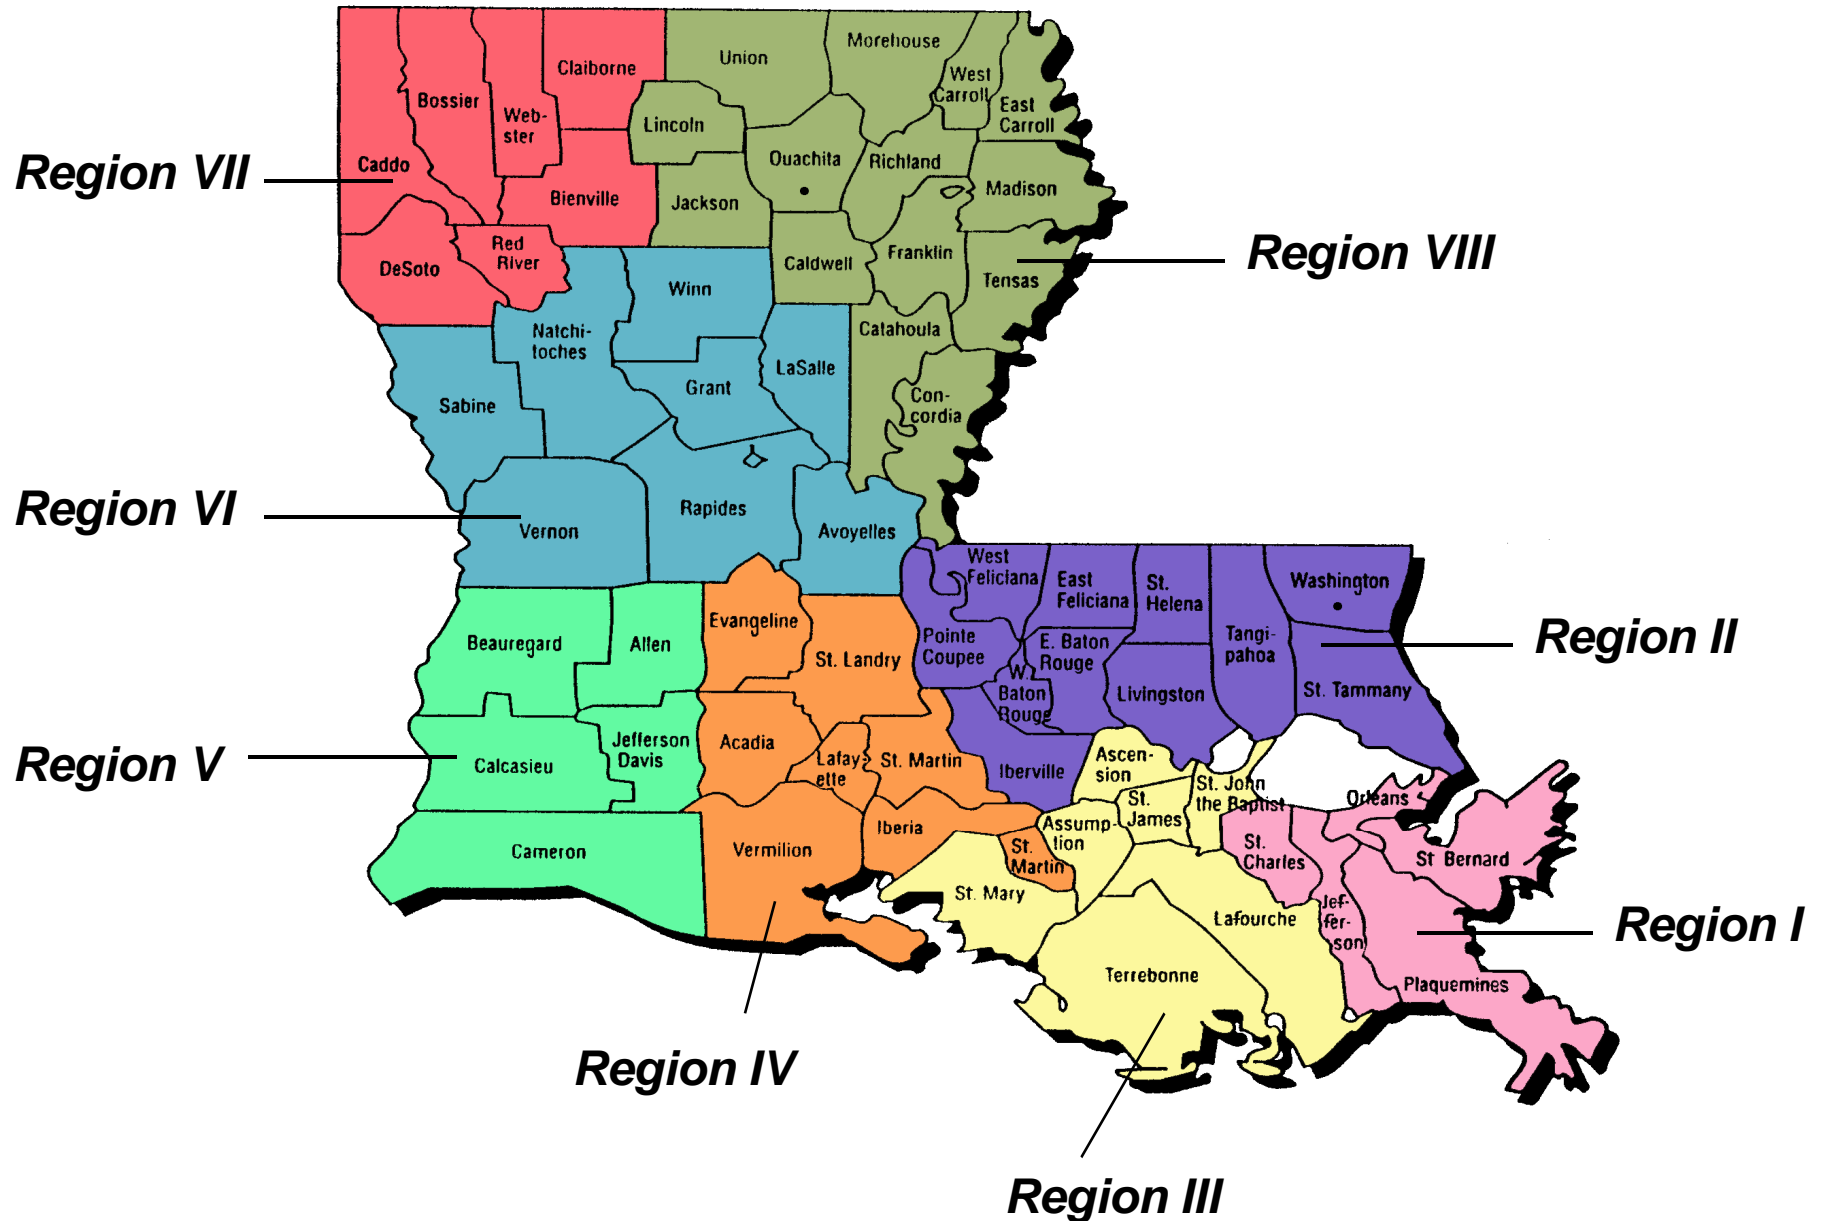 Claiborne
Union
Morehouse
Bossier
Web-
ster
West
Carroll
East
Carroll
Lincoln
Caddo
Ouachita
Richland
Madison
Region VII
Bienville
Jackson
Red
River
DeSoto
Caldwell
Franklin
Tensas
Region VIII
Winn
Natchi-
toches
Catahoula
LaSalle
Grant
Sabine
Con-
cordia
Region VI
Vernon
Rapides
Avoyelles
West
Feliciana
East
Feliciana
St.
Helena
Washington
Beauregard
Allen
Evangeline
St. Landry
Pointe
Coupee
E. Baton
Rouge
Tangi-
pahoa
Region II
W.
Baton
Rouge
Livingston
St. Tammany
Region V
Calcasieu
Jefferson
Davis
Acadia
Lafay-
ette
St. Martin
Iberville
Ascen-
sion
St. John
the Baptist
Orleans
St.
James
Cameron
Vermilion
Iberia
Assump-
tion
St.
Martin
St.
Charles
St Bernard
St. Mary
Lafourche
Jef-
fer-
son
Region I
Terrebonne
Plaquemines
Region IV
Region III